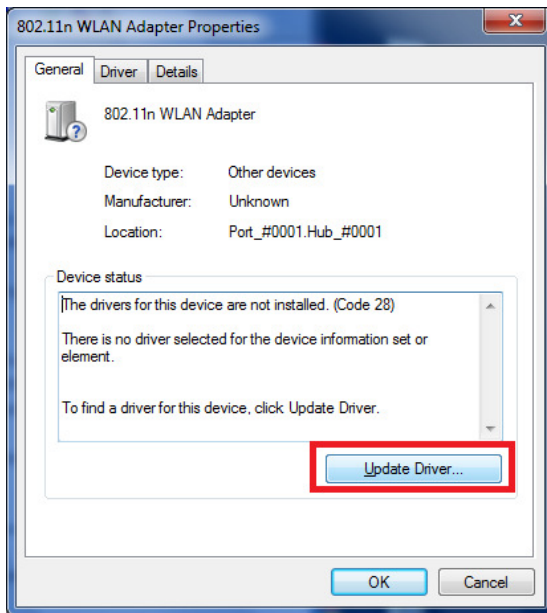 802.11n WLAN Adapter Properties
General Driver Details
802.11n WLAN Adapter
Device type: Other devices
Manufacturer: Unknown
Location: Port_#0001.Hub_#0001
Device status
The drivers for this device are not installed. (Code 28)
There is no driver selected for the device information set or
element.
To find a driver for this device, click Update Driver.
Update Driver...
OK Cancel